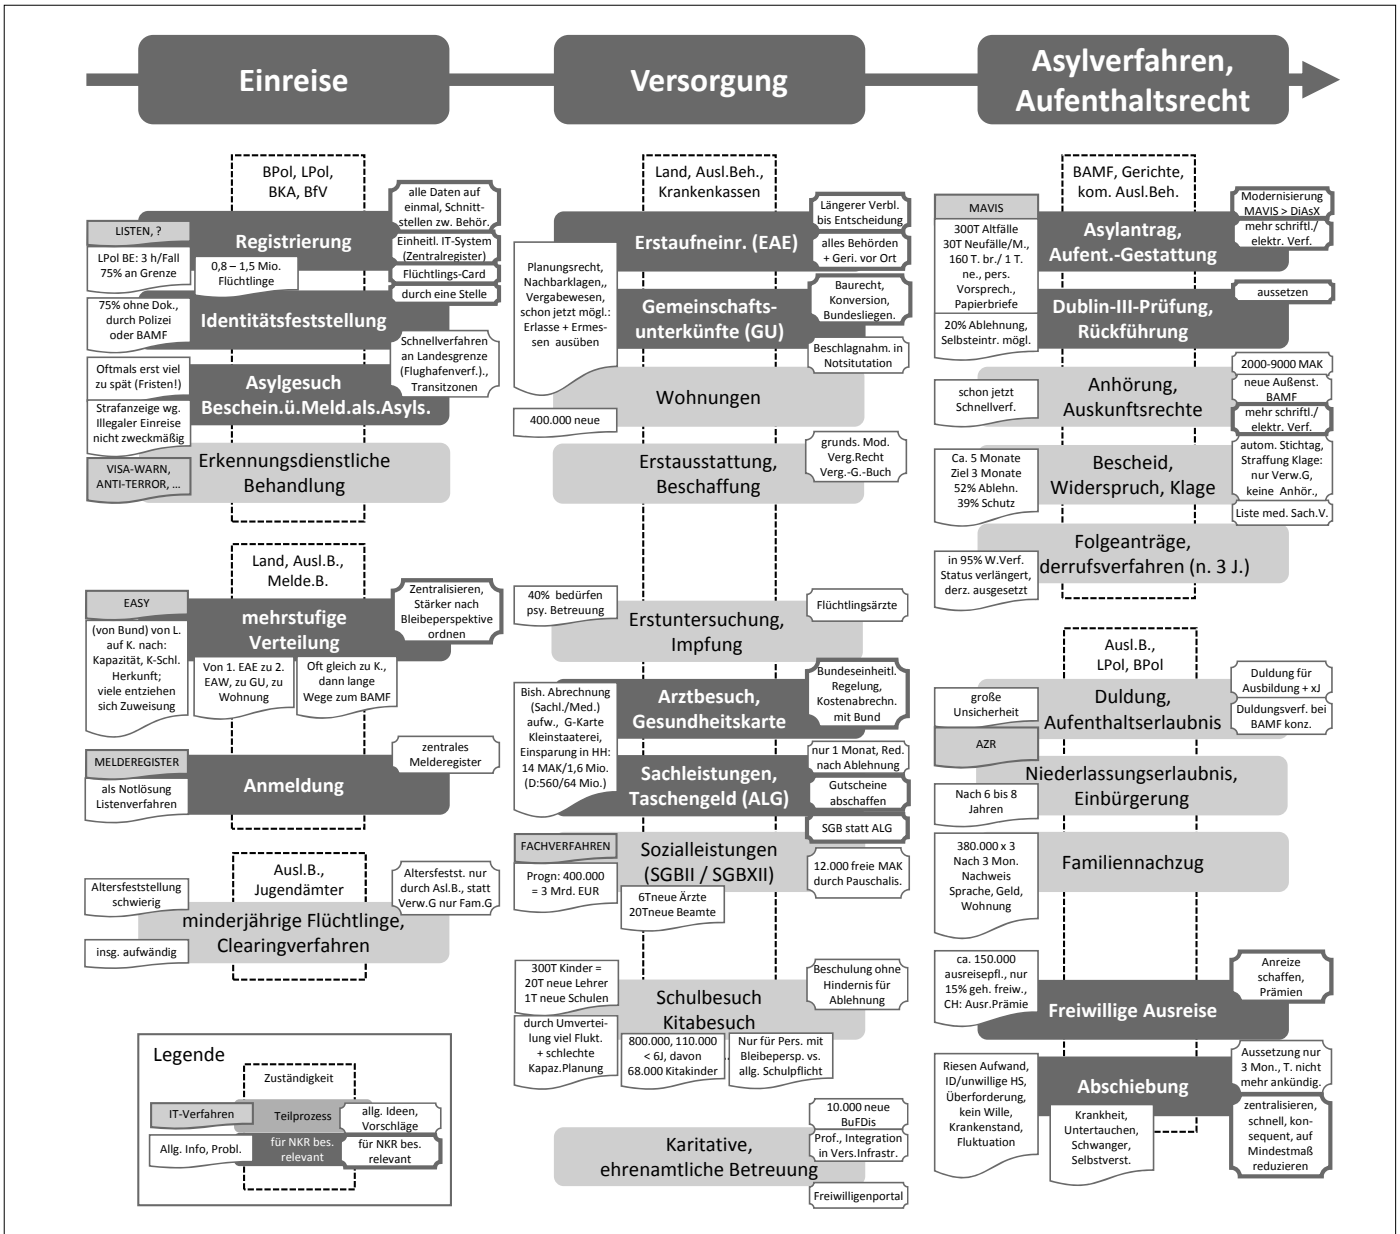 Einreise
Versorgung
Asylverfahren,
Aufenthaltsrecht
BPol, LPol,
BKA, BfV
alle Daten auf
einmal, Schnitt-
stellen zw. Behör.
LISTEN, ?
Registrierung
Einheitl. IT-System
(Zentralregister)
LPol BE: 3 h/Fall
75% an Grenze
0,8 – 1,5 Mio.
Flüchtlinge
Flüchtlings-Card
durch eine Stelle
75% ohne Dok.,
durch Polizei
oder BAMF
Identitätsfeststellung
Schnellverfahren
an Landesgrenze
(Flughafenverf.).,
Transitzonen
Oftmals erst viel
zu spät (Fristen!)
Asylgesuch
Beschein.ü.Meld.als.Asyls.
Strafanzeige wg.
Illegaler Einreise
nicht zweckmäßig
VISA-WARN,
ANTI-TERROR, ...
Erkennungsdienstliche
Behandlung
Land, Ausl.B.,
Melde.B.
Zentralisieren,
Stärker nach
Bleibeperspektive
ordnen
EASY
mehrstufige
Verteilung
(von Bund) von L.
auf K. nach:
Kapazität, K-Schl.
Herkunft;
viele entziehen
sich Zuweisung
Von 1. EAE zu 2.
EAW, zu GU, zu
Wohnung
Oft gleich zu K.,
dann lange
Wege zum BAMF
MELDEREGISTER
als Notlösung
Listenverfahren
Anmeldung
zentrales
Melderegister
Ausl.B.,
Jugendämter
Altersfeststellung
schwierig
Altersfestst. nur
durch Asl.B., statt
Verw.G nur Fam.G
minderjährige Flüchtlinge,
Clearingverfahren
insg. aufwändig
Legende
Zuständigkeit
IT-Verfahren
Teilprozess
allg. Ideen,
Vorschläge
Allg. Info, Probl.
für NKR bes.
relevant
für NKR bes.
relevant
Land, Ausl.Beh.,
Krankenkassen
Längerer Verbl.
bis Entscheidung
Erstaufneinr. (EAE)
alles Behörden
+ Geri. vor Ort
Planungsrecht,
Nachbarklagen,,
Vergabewesen,
schon jetzt mögl.:
Erlasse + Ermes-
sen ausüben
Gemeinschafts-
unterkünfte (GU)
Baurecht,
Konversion,
Bundesliegen.
Beschlagnahm. in
Notsitutation
Wohnungen
400.000 neue
Erstausstattung,
Beschaffung
grunds. Mod.
Verg.Recht
Verg.-G.-Buch
40% bedürfen
psy. Betreuung
Erstuntersuchung,
Impfung
Flüchtlingsärzte
Bish. Abrechnung
(Sachl./Med.)
aufw., G-Karte
Kleinstaaterei,
Einsparung in HH:
14 MAK/1,6 Mio.
(D:560/64 Mio.)
Arztbesuch,
Gesundheitskarte
Bundeseinheitl.
Regelung,
Kostenabrechn.
mit Bund
Sachleistungen,
Taschengeld (ALG)
nur 1 Monat, Red.
nach Ablehnung
Gutscheine
abschaffen
SGB statt ALG
FACHVERFAHREN
Progn: 400.000
= 3 Mrd. EUR
Sozialleistungen
(SGBII / SGBXII)
12.000 freie MAK
durch Pauschalis.
6Tneue Ärzte
20Tneue Beamte
300T Kinder =
20T neue Lehrer
1T neue Schulen
Schulbesuch
Kitabesuch
Beschulung ohne
Hindernis für
Ablehnung
durch Umvertei-
lung viel Flukt.
+ schlechte
Kapaz.Planung
800.000, 110.000
< 6J, davon
68.000 Kitakinder
Nur für Pers. mit
Bleibepersp. vs.
allg. Schulpflicht
10.000 neue
BuFDis
Karitative,
ehrenamtliche Betreuung
Prof., Integration
in Vers.Infrastr.
Freiwilligenportal
BAMF, Gerichte,
kom. Ausl.Beh.
MAVIS
300T Altfälle
30T Neufälle/M.,
160 T. br./ 1 T.
ne., pers.
Vorsprech.,
Papierbriefe
Asylantrag,
Aufent.-Gestattung
Modernisierung
MAVIS > DiAsX
mehr schriftl./
elektr. Verf.
20% Ablehnung,
Selbsteintr. mögl.
Dublin-III-Prüfung,
Rückführung
aussetzen
schon jetzt
Schnellverf.
Anhörung,
Auskunftsrechte
2000-9000 MAK
neue Außenst.
BAMF
mehr schriftl./
elektr. Verf.
Ca. 5 Monate
Ziel 3 Monate
52% Ablehn.
39% Schutz
Bescheid,
Widerspruch, Klage
autom. Stichtag,
Straffung Klage:
nur Verw.G,
keine Anhör.,
Liste med. Sach.V.
in 95% W.Verf.
Status verlängert,
derz. ausgesetzt
Folgeanträge,
derrufsverfahren (n. 3 J.)
Ausl.B.,
LPol, BPol
große
Unsicherheit
Duldung,
Aufenthaltserlaubnis
Duldung für
Ausbildung + xJ
Duldungsverf. bei
BAMF konz.
AZR
Nach 6 bis 8
Jahren
Niederlassungserlaubnis,
Einbürgerung
380.000 x 3
Nach 3 Mon.
Nachweis
Sprache, Geld,
Wohnung
Familiennachzug
ca. 150.000
ausreisepfl., nur
15% geh. freiw.,
CH: Ausr.Prämie
Freiwillige Ausreise
Anreize
schaffen,
Prämien
Riesen Aufwand,
ID/unwillige HS,
Überforderung,
kein Wille,
Krankenstand,
Fluktuation
Abschiebung
Krankheit,
Untertauchen,
Schwanger,
Selbstverst.
Aussetzung nur
3 Mon., T. nicht
mehr ankündig.
zentralisieren,
schnell, kon-
sequent, auf
Mindestmaß
reduzieren